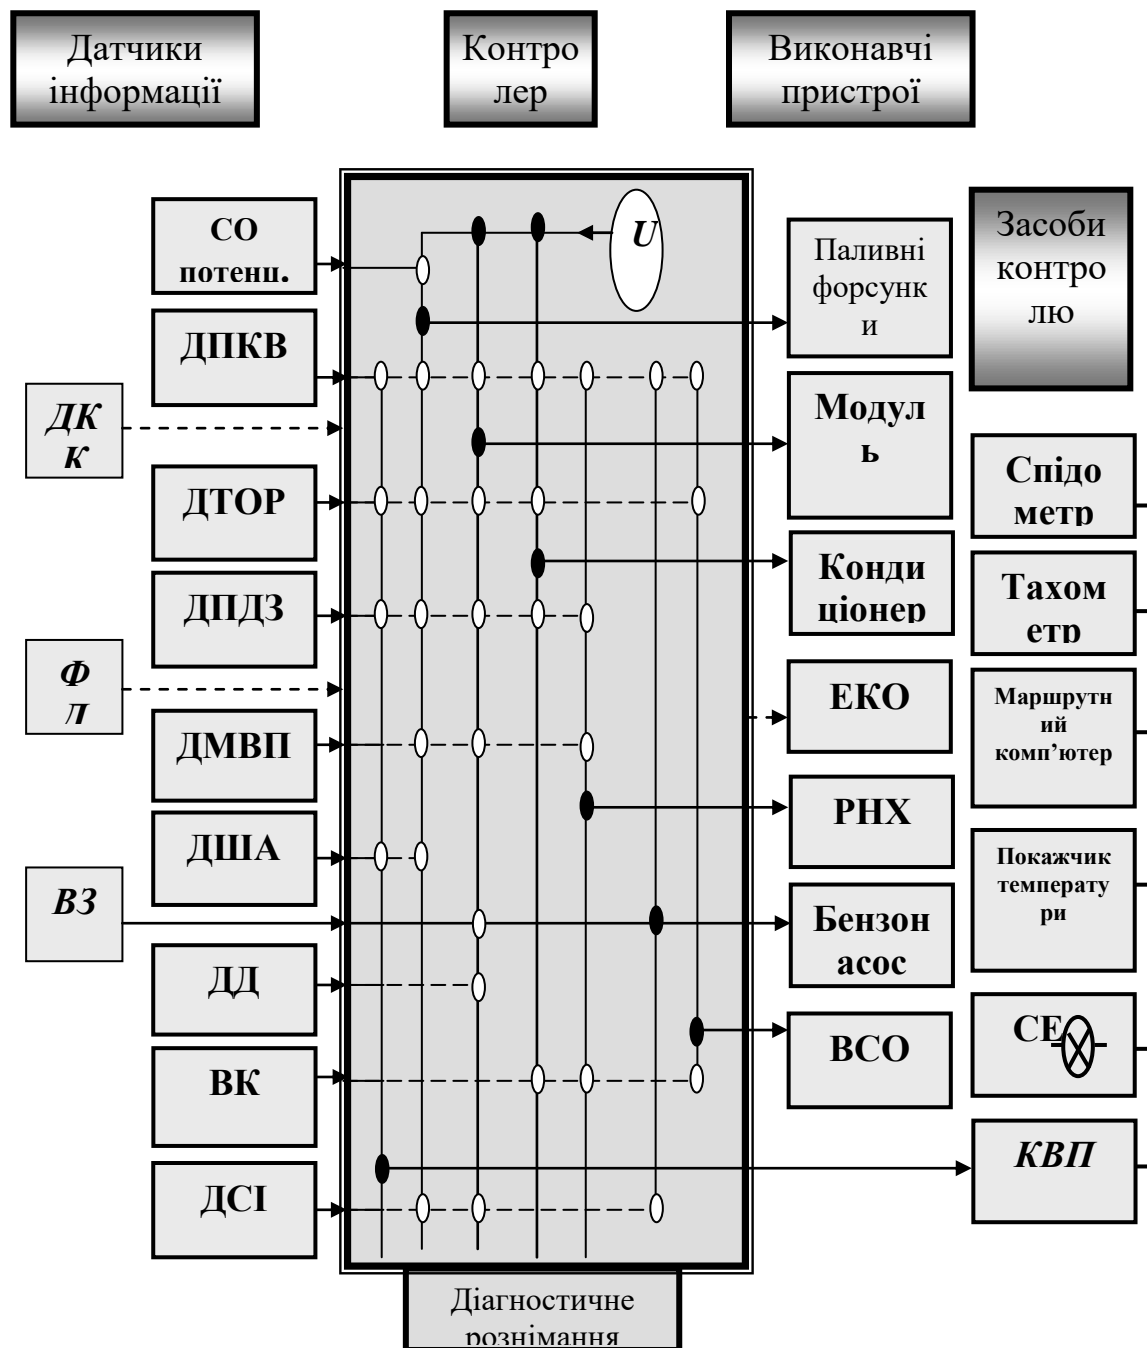 Датчики
інформації
Контро
лер
Виконавчі
пристрої
Засоби
контро
лю
СО
потенц.
ДПКВ
ДК
К
ДТОР
ДПДЗ
Ф
ДМВП
ДША
ВЗ
ДД
ВК
ДСІ
U
Паливні
форсунк
и
Модул
ь
Конди
ціонер
ЕКО
РНХ
Бензон
асос
ВСО
Спідо
метр
Тахом
етр
Маршрутн
ий
комп’ютер
Покажчик
температу
ри
СЕ
КВП
Діагностичне
рознімання